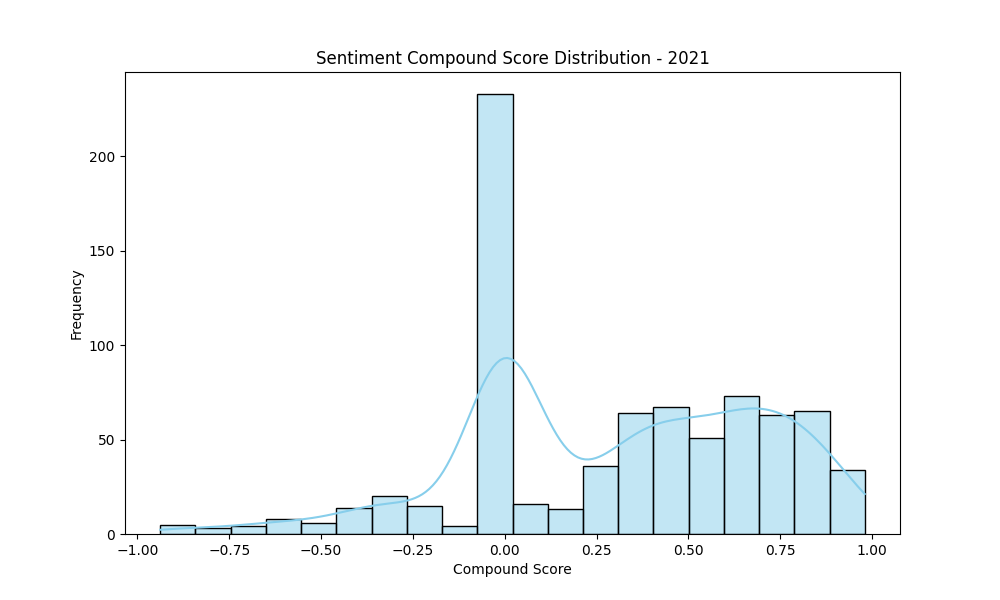 Sentiment Compound Score Distribution - 2021
200
150
100
50
0
Frequency
−1.00 −0.75 −0.50 −0.25 0.00 0.25 0.50 0.75 1.00
Compound Score